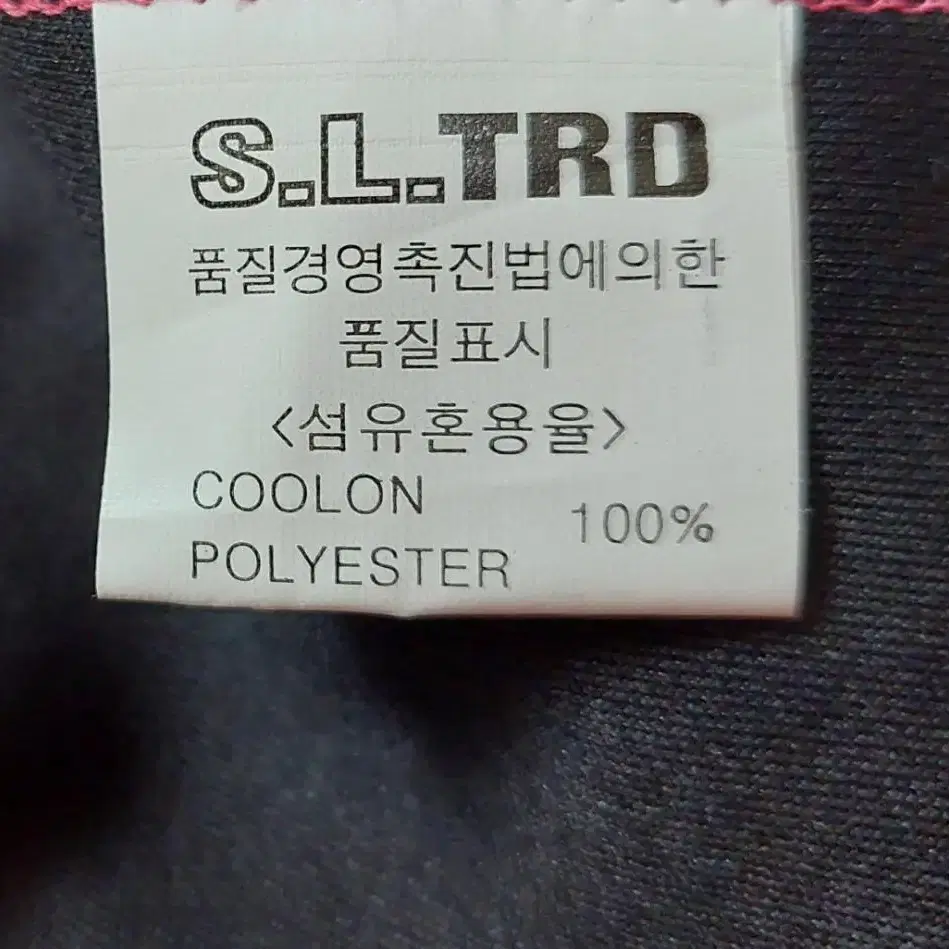 S.L.TRD
품질경영촉진법에의한
품질표시
<섬유혼용율>
COOLON
100%
POLYESTER